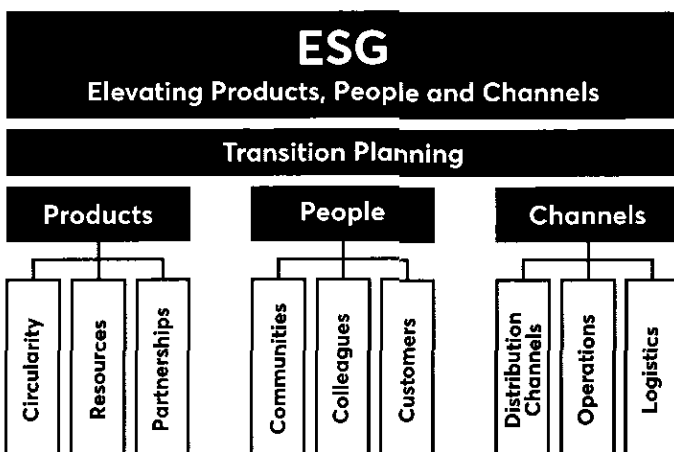 ESG
Elevating Products, People and Channels
Transition Planning
Products
People
Channels
Circularity
Resources
Partnerships
Communities
Colleagues
Customers
Distribution
Channels
Operations
Logistics